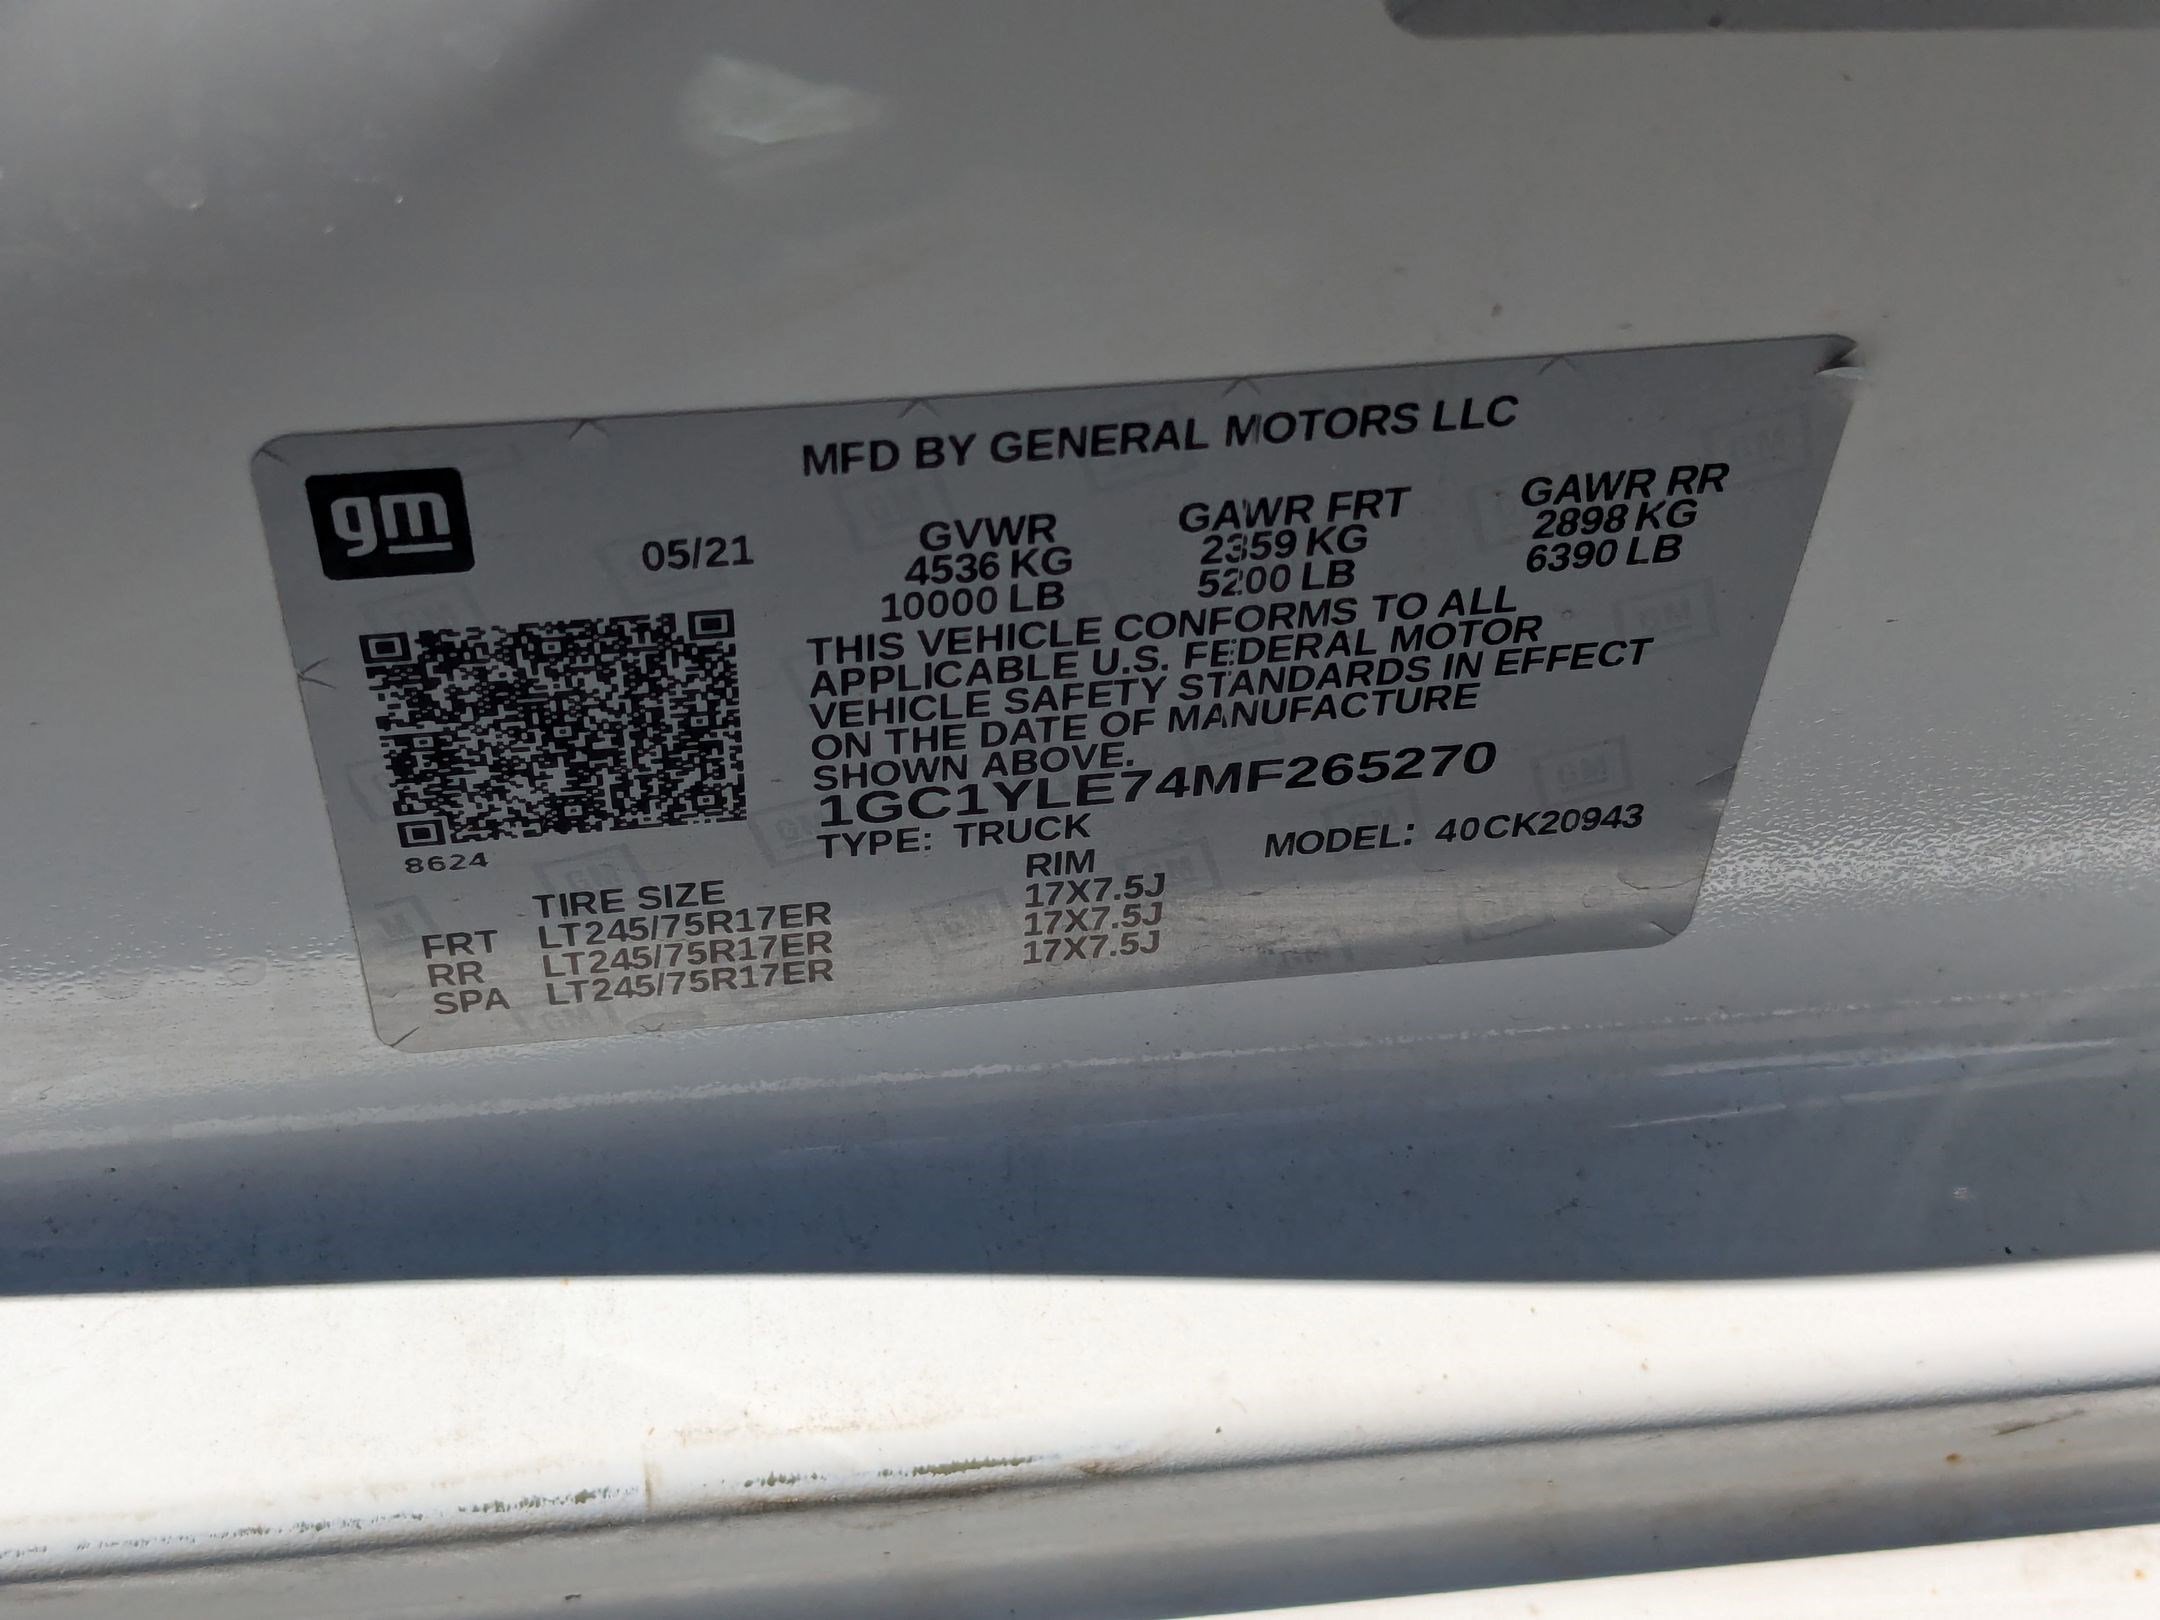 gm
MFD BY GENERAL MOTORS LLC
05/21
GVWR
4536 KG
10000 LB
GAWR FRT
2359 KG
5200 LB
GAWR RR
2898 KG
6390 LB
THIS VEHICLE CONFORMS TO ALL
APPLICABLE U.S. FEDERAL MOTOR
VEHICLE SAFETY STANDARDS IN EFFECT
ON THE DATE OF MANUFACTURE
SHOWN ABOVE.
1GC1YLE74MF265270
TYPE: TRUCK MODEL: 40CK20943
8624
TIRE SIZE RIM
FRT LT245/75R17ER 17X7.5J
RR LT245/75R17ER 17X7.5J
SPA LT245/75R17ER 17X7.5J